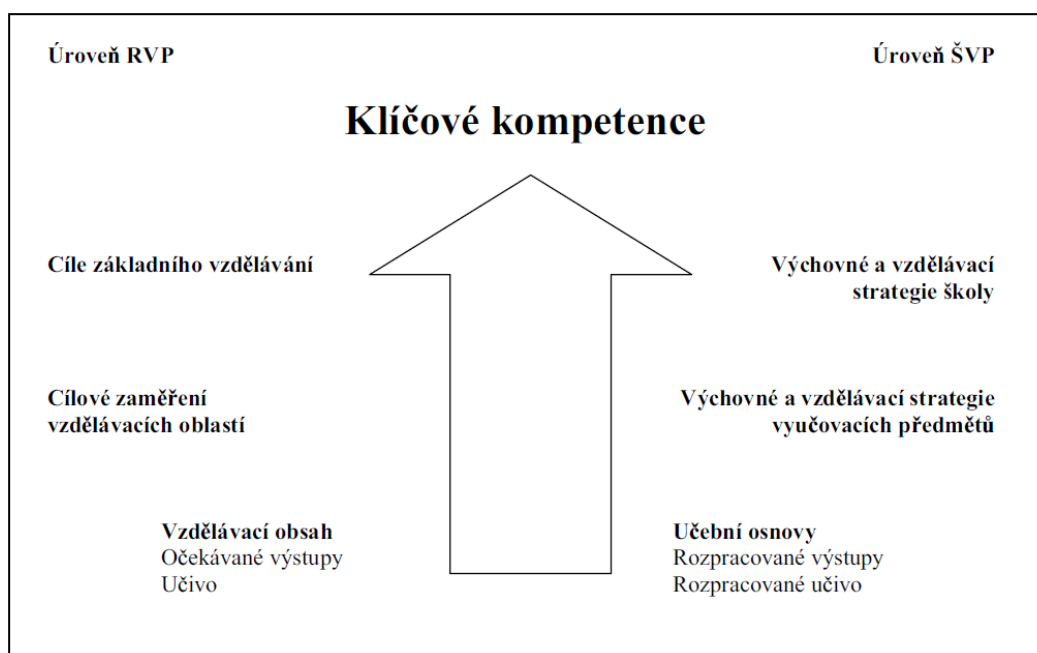 Úroveň RVP
Úroveň ŠVP
Klíčové kompetence
Cíle základního vzdělávání
Výchovné a vzdělávací
strategie školy
Cílové zaměření
vzdělávacích oblastí
Výchovné a vzdělávací strategie
vyučovacích předmětů
Vzdělávací obsah
Očekávané výstupy
Učivo
Učební osnovy
Rozpracované výstupy
Rozpracované učivo